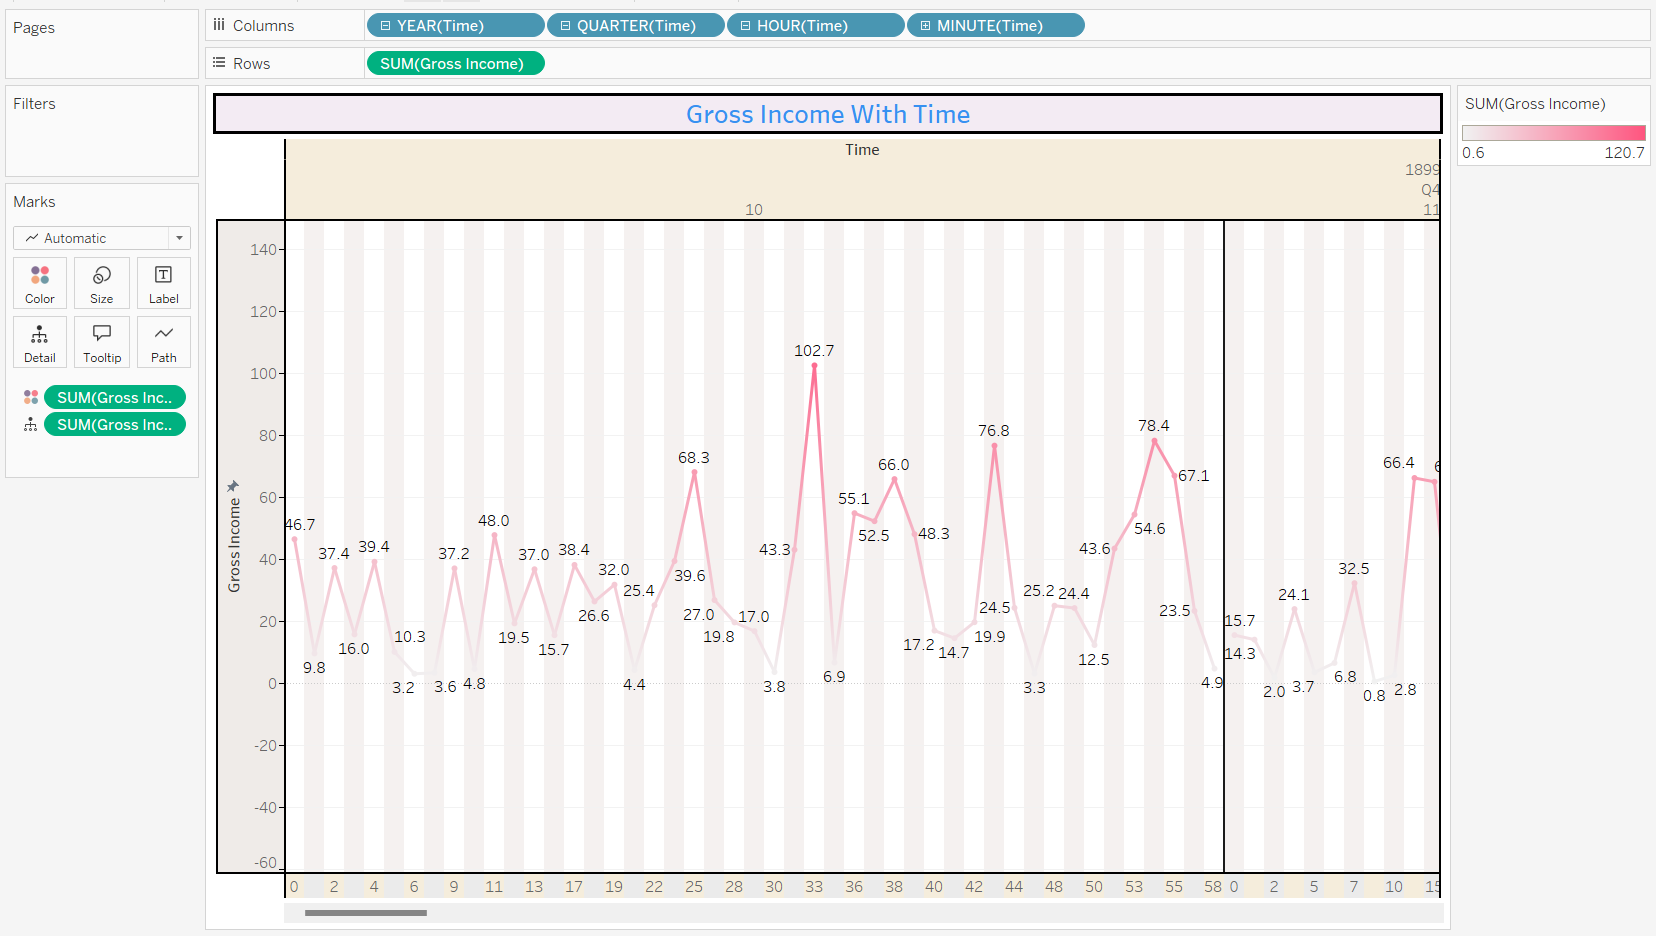 Pages
Columns
YEAR(Time)
QUARTER(Time)
HOUR(Time)
MINUTE(Time)
Rows
SUM(Gross Income)
Filters
Marks
Automatic
Color
Size
Label
Detail
Tooltip
Path
SUM(Gross Inc..
SUM(Gross Inc..
Gross Income With Time
Time
1899
Q4
10
11
Gross Income
140
120
100
80
60
40
20
0
-20
-40
-60
46.7
9.8
37.4
16.0
39.4
10.3
3.2
3.6
37.2
4.8
48.0
19.5
37.0
15.7
38.4
26.6
32.0
4.4
25.4
39.6
68.3
27.0
19.8
17.0
3.8
43.3
102.7
6.9
55.1
52.5
66.0
48.3
17.2
14.7
19.9
76.8
24.5
3.3
25.2
24.4
12.5
43.6
54.6
78.4
67.1
23.5
4.9
15.7
14.3
2.0
24.1
3.7
6.8
32.5
0.8
2.8
66.4
0 2 4 6 9 11 13 17 19 22 25 28 30 33 36 38 40 42 44 48 50 53 55 58 0 2 5 7 10 15
SUM(Gross Income)
0.6
120.7